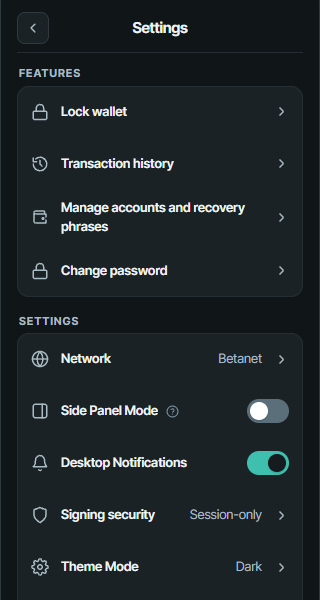 Settings
FEATURES
Lock wallet
Transaction history
Manage accounts and recovery
phrases
Change password
SETTINGS
Network Betanet
Side Panel Mode ?
Desktop Notifications
Signing security Session-only
Theme Mode Dark